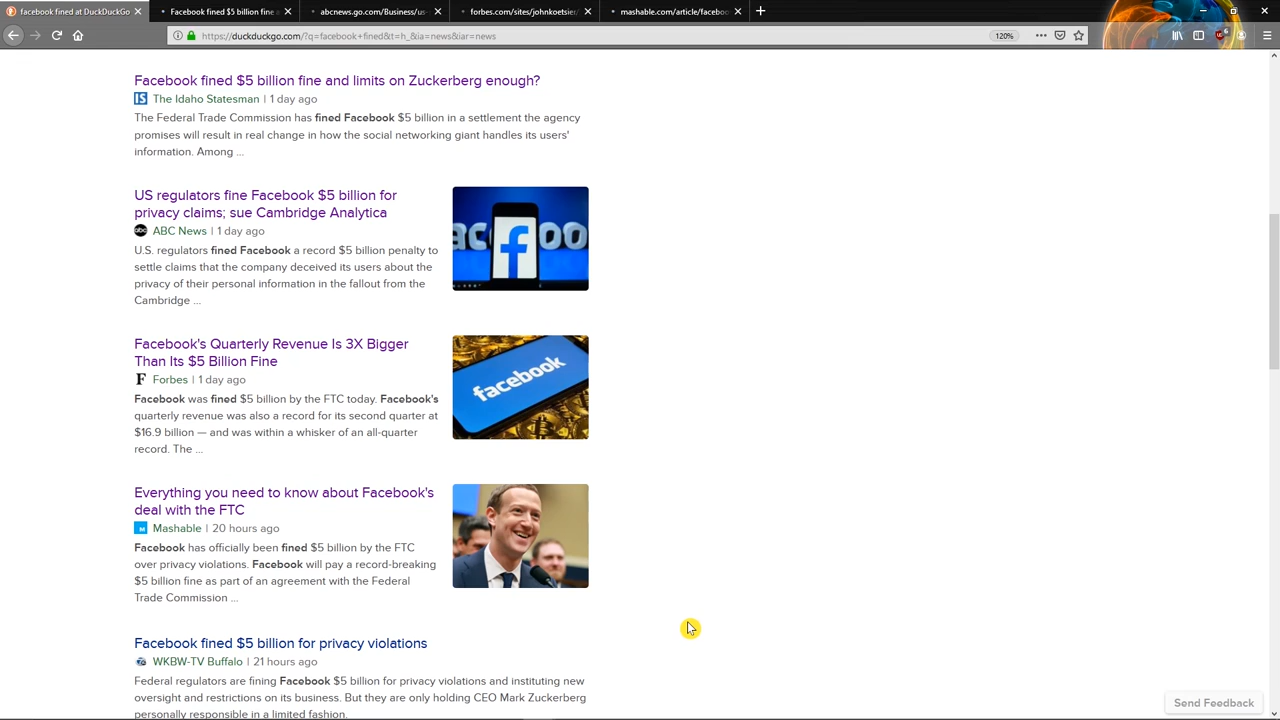 facebook fined at DuckDuckGo
Facebook fined $5 billion fine
abcnews.go.com/Business/us-
forbes.com/sites/johnkoetsier/
mashable.com/article/faceboo
https://duckduckgo.com/?q=facebook+fined&t=h_&ia=news&iar=news
120%
Facebook fined $5 billion fine and limits on Zuckerberg enough?
IS The Idaho Statesman | 1 day ago
The Federal Trade Commission has fined Facebook $5 billion in a settlement the agency
promises will result in real change in how the social networking giant handles its users'
information. Among ...
US regulators fine Facebook $5 billion for
privacy claims; sue Cambridge Analytica
abc ABC News | 1 day ago
U.S. regulators fined Facebook a record $5 billion penalty to
settle claims that the company deceived its users about the
privacy of their personal information in the fallout from the
Cambridge ...
Facebook's Quarterly Revenue Is 3X Bigger
Than Its $5 Billion Fine
F Forbes | 1 day ago
Facebook was fined $5 billion by the FTC today. Facebook's
quarterly revenue was also a record for its second quarter at
$16.9 billion — and was within a whisker of an all-quarter
record. The ...
facebook
Everything you need to know about Facebook's
deal with the FTC
M Mashable | 20 hours ago
Facebook has officially been fined $5 billion by the FTC
over privacy violations. Facebook will pay a record-breaking
$5 billion fine as part of an agreement with the Federal
Trade Commission ...
Facebook fined $5 billion for privacy violations
WKBW-TV Buffalo | 21 hours ago
Federal regulators are fining Facebook $5 billion for privacy violations and instituting new
oversight and restrictions on its business. But they are only holding CEO Mark Zuckerberg
personally responsible in a limited fashion.
Send Feedback